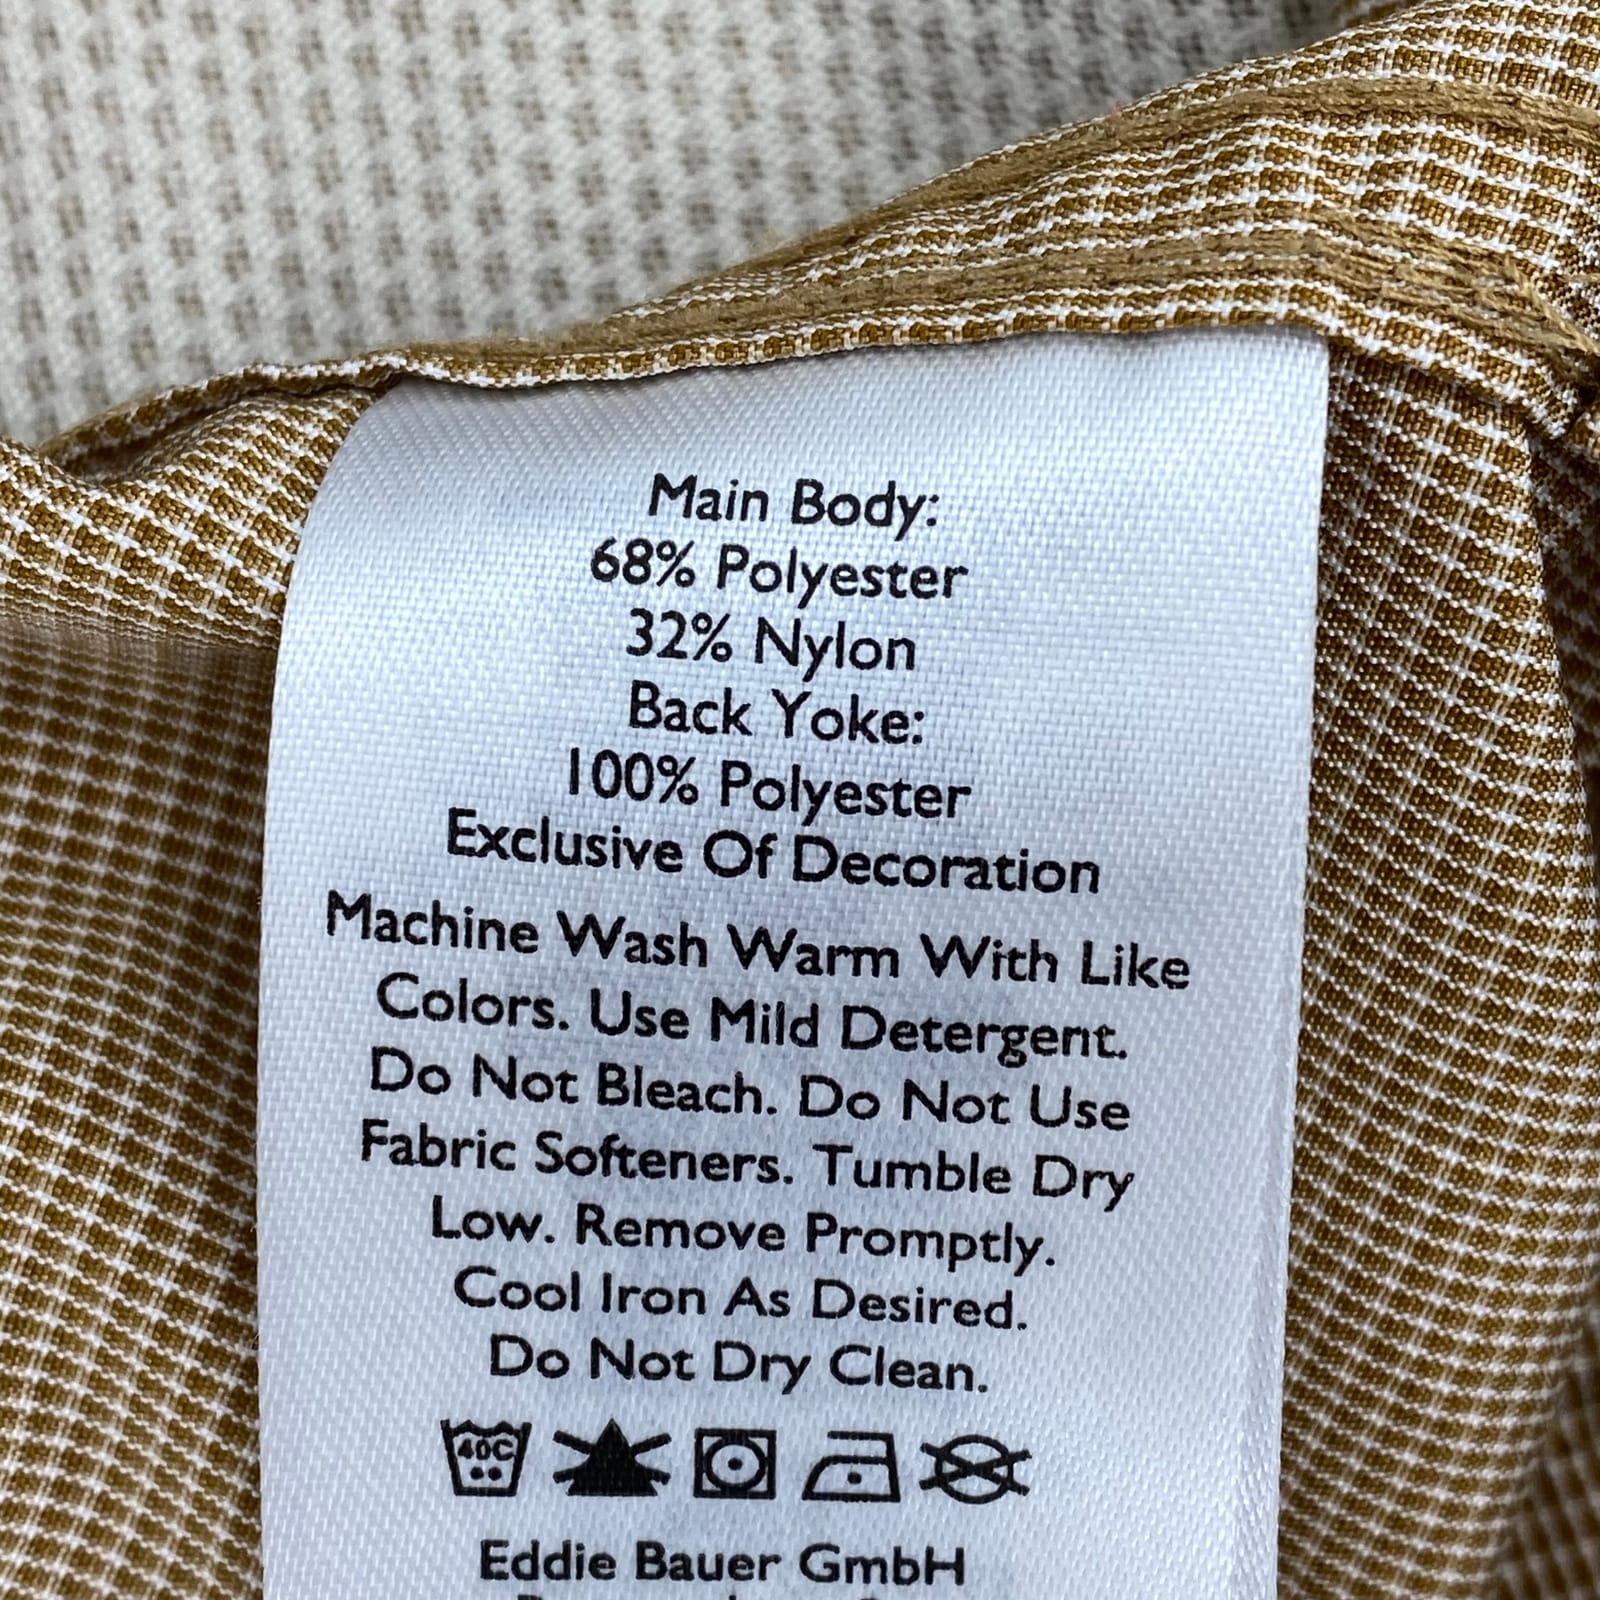 Main Body:
68% Polyester
32% Nylon
Back Yoke:
100% Polyester
Exclusive Of Decoration
Machine Wash Warm With Like
Colors. Use Mild Detergent.
Do Not Bleach. Do Not Use
Fabric Softeners. Tumble Dry
Low. Remove Promptly.
Cool Iron As Desired.
Do Not Dry Clean.
40C
Eddie Bauer GmbH